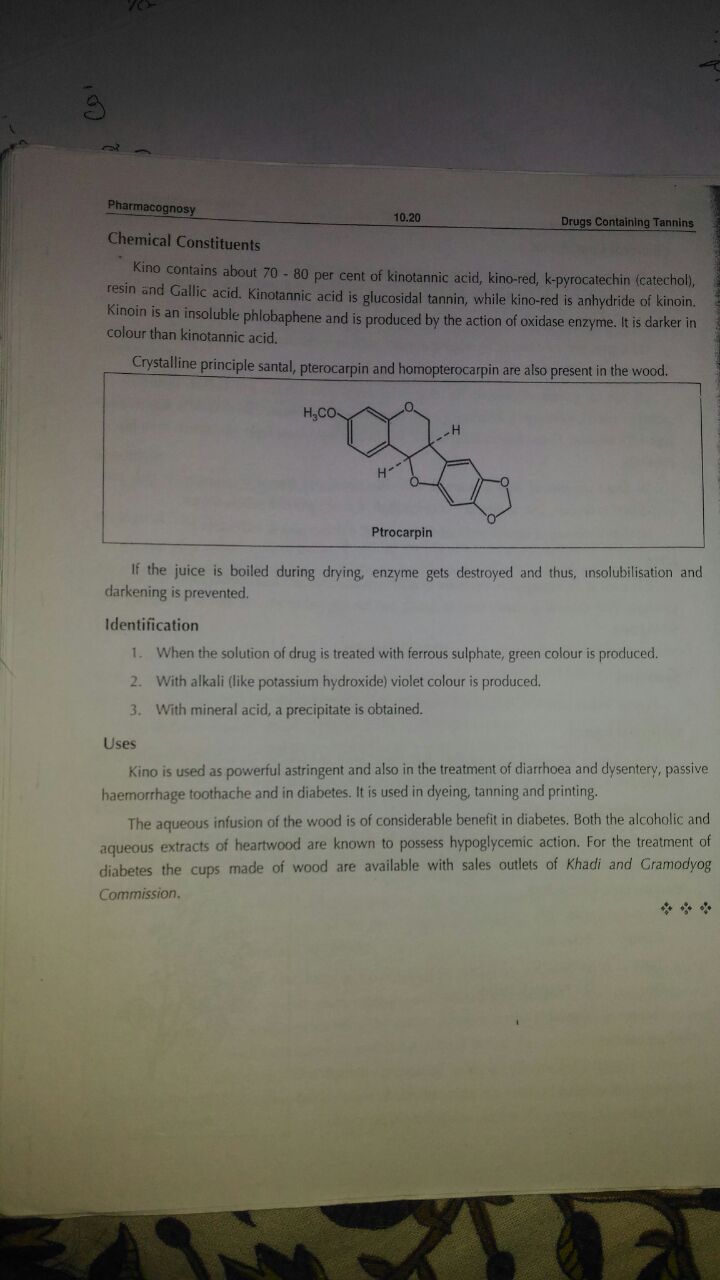 Pharmacognosy 10.20 Drugs Containing Tannins
Chemical Constituents
Kino contains about 70 - 80 per cent of kinotannic acid, kino-red, k-pyrocatechin (catechol),
resin and Gallic acid. Kinotannic acid is glucosidal tannin, while kino-red is anhydride of kinoin.
Kinoin is an insoluble phlobaphene and is produced by the action of oxidase enzyme. It is darker in
colour than kinotannic acid.
Crystalline principle santal, pterocarpin and homopterocarpin are also present in the wood.
H₃CO
O
H
H
O
O
O
Ptrocarpin
If the juice is boiled during drying, enzyme gets destroyed and thus, insolubilisation and
darkening is prevented.
Identification
1. When the solution of drug is treated with ferrous sulphate, green colour is produced.
2. With alkali (like potassium hydroxide) violet colour is produced.
3. With mineral acid, a precipitate is obtained.
Uses
Kino is used as powerful astringent and also in the treatment of diarrhoea and dysentery, passive
haemorrhage toothache and in diabetes. It is used in dyeing, tanning and printing.
The aqueous infusion of the wood is of considerable benefit in diabetes. Both the alcoholic and
aqueous extracts of heartwood are known to possess hypoglycemic action. For the treatment of
diabetes the cups made of wood are available with sales outlets of Khadi and Gramodyog
Commission.